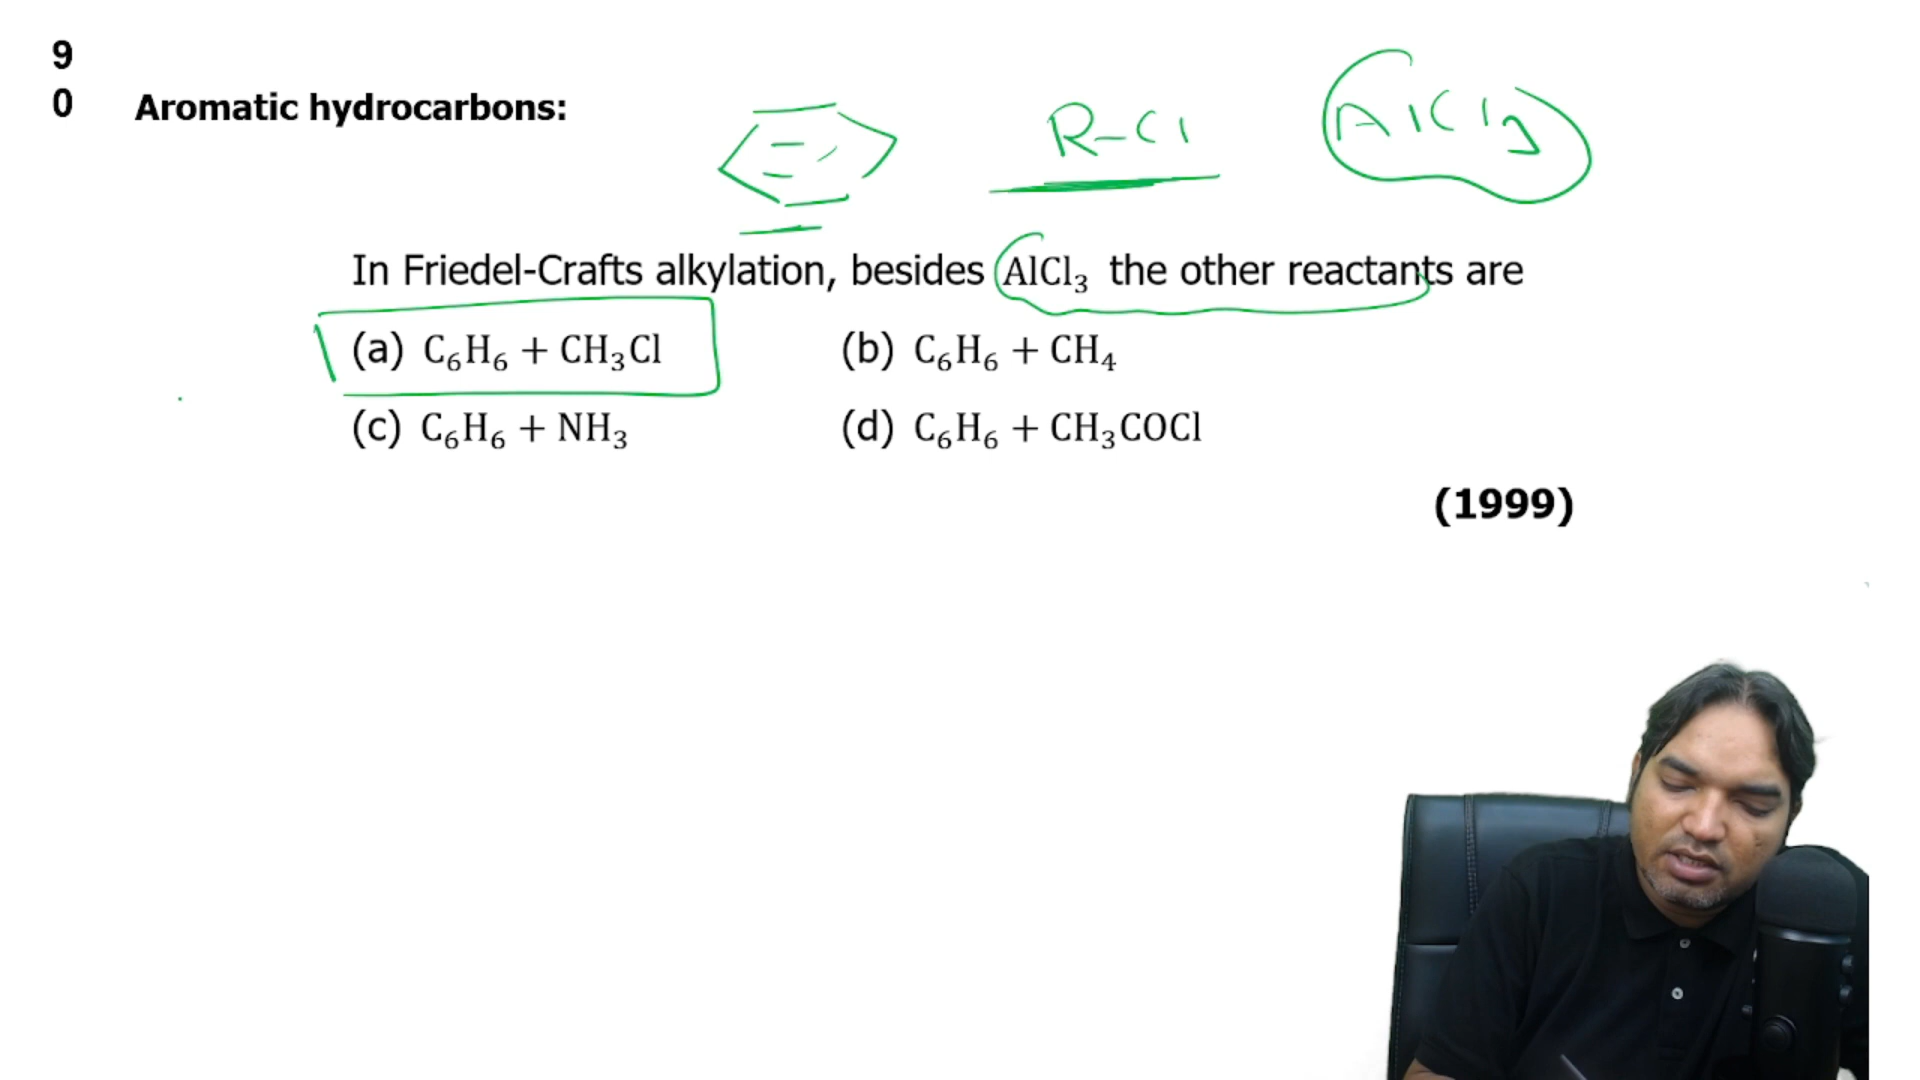 9
0
Aromatic hydrocarbons:
R-Cl AlCl3
In Friedel-Crafts alkylation, besides AlCl₃ the other reactants are
(a) C₆H₆ + CH₃Cl (b) C₆H₆ + CH₄
(c) C₆H₆ + NH₃ (d) C₆H₆ + CH₃COCl
(1999)